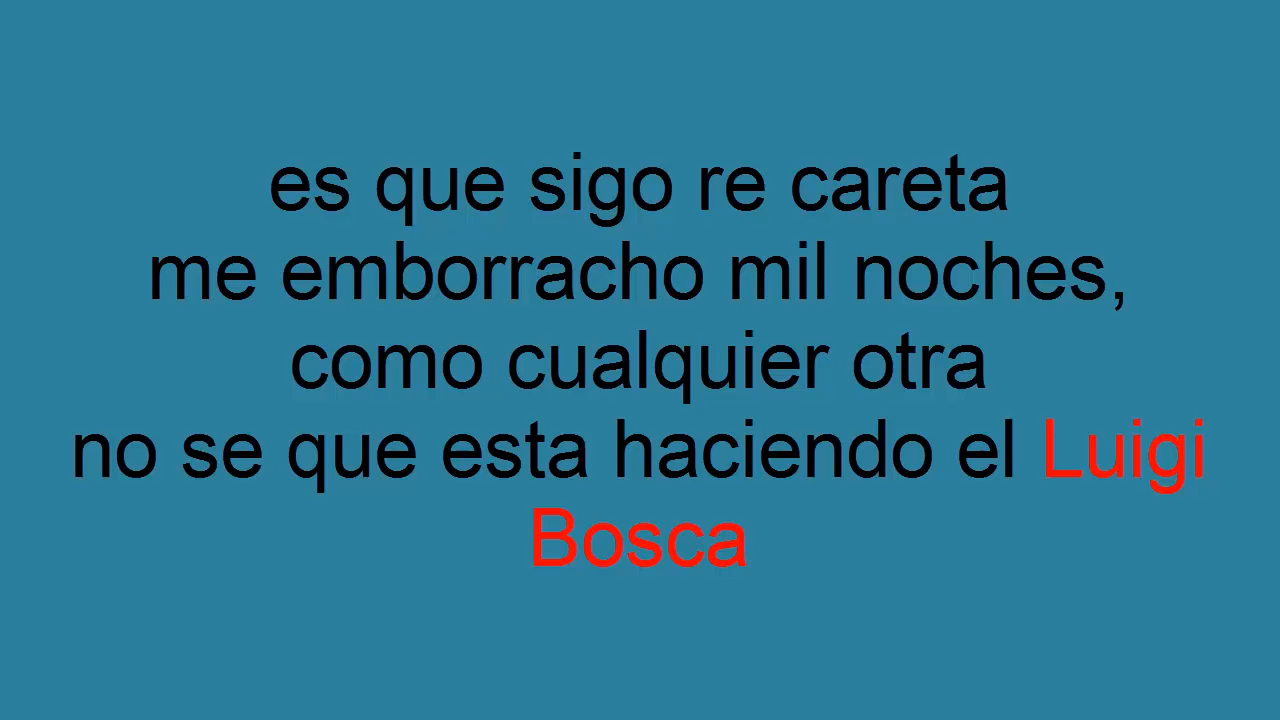 es que sigo re careta
me emborracho mil noches,
como cualquier otra
no se que esta haciendo el Luigi
Bosca